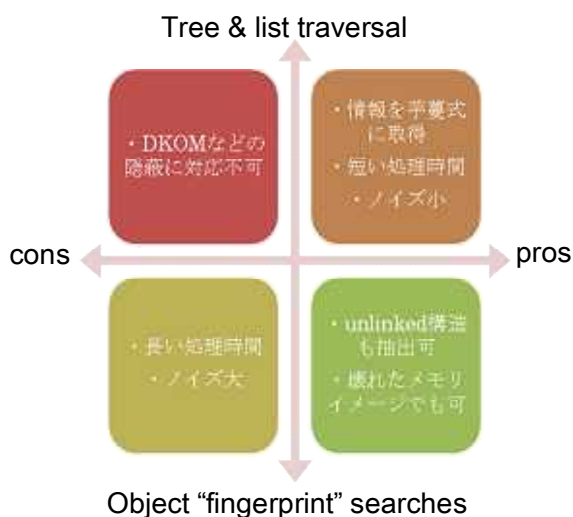 Tree & list traversal
・DKOMなどの
隠蔽に対応不可
・情報を芋蔓式
に取得
・短い処理時間
・ノイズ小
cons
pros
・長い処理時間
・ノイズ大
・unlinked構造
も抽出可
・壊れたメモリ
イメージでも可
Object “fingerprint” searches